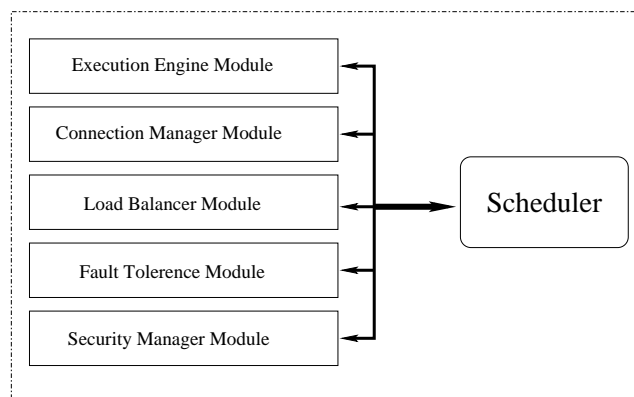 Execution Engine Module
Connection Manager Module
Load Balancer Module
Fault Tolerence Module
Security Manager Module
Scheduler